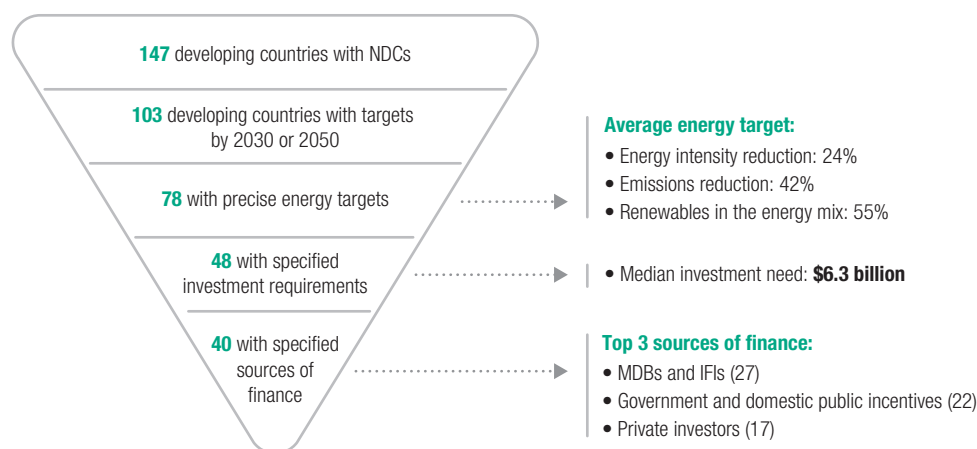 147 developing countries with NDCs
103 developing countries with targets
by 2030 or 2050
78 with precise energy targets
Average energy target:
• Energy intensity reduction: 24%
• Emissions reduction: 42%
• Renewables in the energy mix: 55%
48 with specified
investment requirements
• Median investment need: $6.3 billion
40 with specified
sources of
finance
Top 3 sources of finance:
• MDBs and IFIs (27)
• Government and domestic public incentives (22)
• Private investors (17)